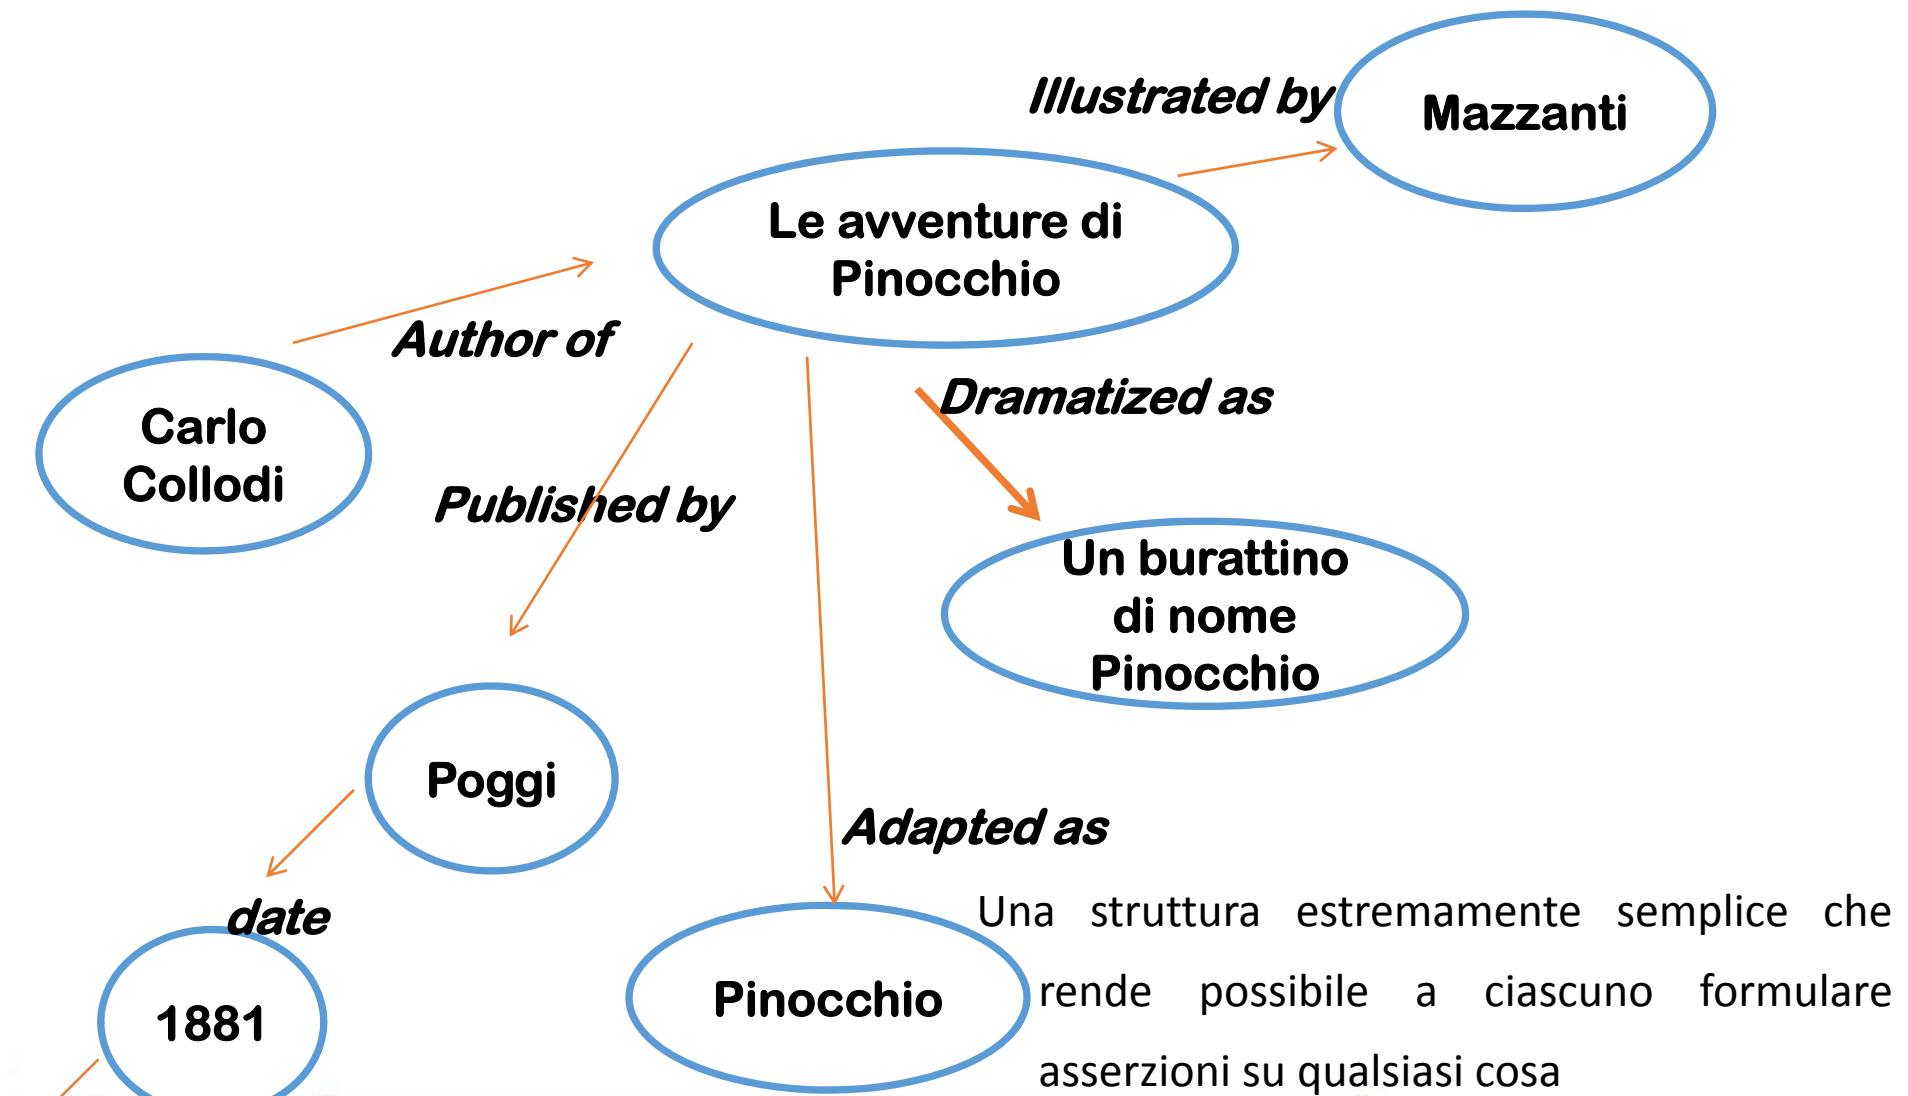 Illustrated by
Mazzanti
Le avventure di
Pinocchio
Author of
Dramatized as
Carlo
Collodi
Published by
Un burattino
di nome
Pinocchio
Poggi
Adapted as
date
Una struttura estremamente semplice che
rende possibile a ciascuno formulare
asserzioni su qualsiasi cosa
Pinocchio
1881